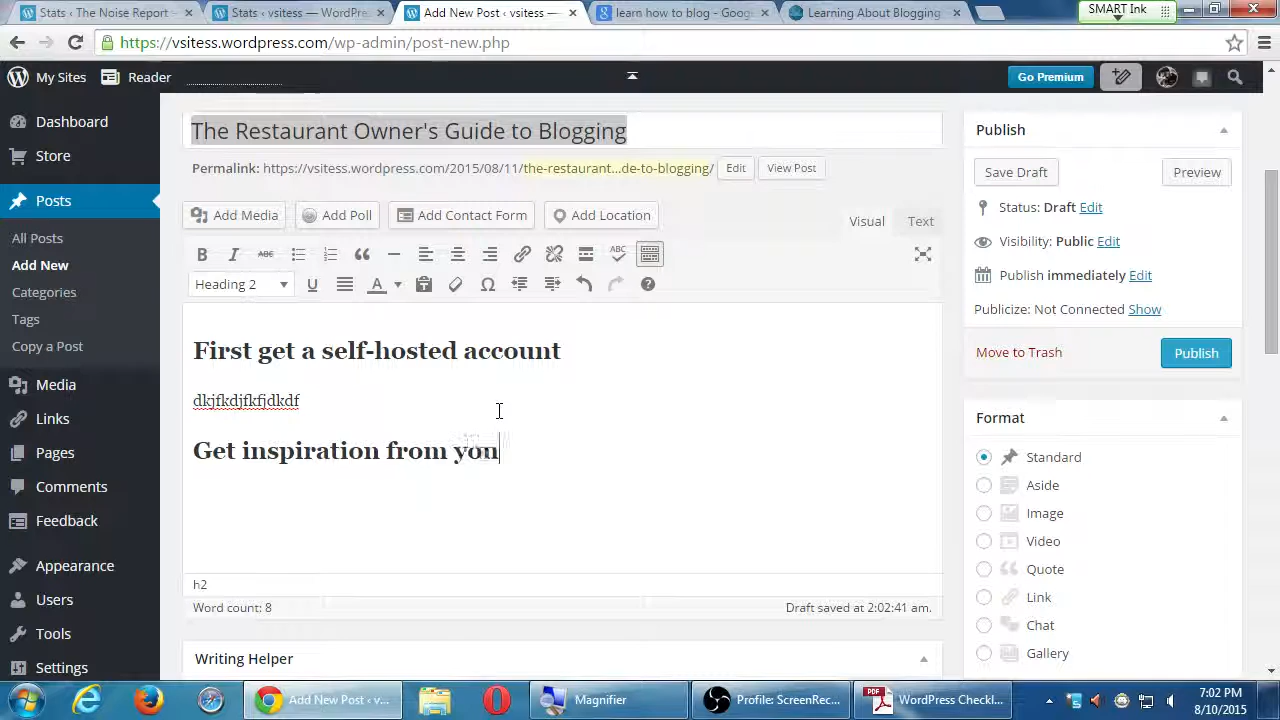 Stats ‹ The Noise Report -
Stats ‹ vsitess — WordPre
Add New Post ‹ vsitess —
learn how to blog - Goog
Learning About Blogging
SMART Ink
https://vsitess.wordpress.com/wp-admin/post-new.php
My Sites
Reader
Go Premium
Dashboard
Store
Posts
All Posts
Add New
Categories
Tags
Copy a Post
Media
Links
Pages
Comments
Feedback
Appearance
Users
Tools
Settings
The Restaurant Owner's Guide to Blogging
Permalink: https://vsitess.wordpress.com/2015/08/11/the-restaurant...de-to-blogging/ Edit View Post
Add Media Add Poll Add Contact Form Add Location
Visual Text
B I ABC ABC
Heading 2 U A
First get a self-hosted account
dkjfkdjfkfjdkdf
Get inspiration from yon
h2
Word count: 8
Draft saved at 2:02:41 am.
Writing Helper
Publish
Save Draft Preview
Status: Draft Edit
Visibility: Public Edit
Publish immediately Edit
Publicize: Not Connected Show
Move to Trash Publish
Format
Standard
Aside
Image
Video
Quote
Link
Chat
Gallery
Add New Post ‹ v...
Magnifier
Profile: ScreenRec...
PDF
WordPress Checkl...
7:02 PM
8/10/2015